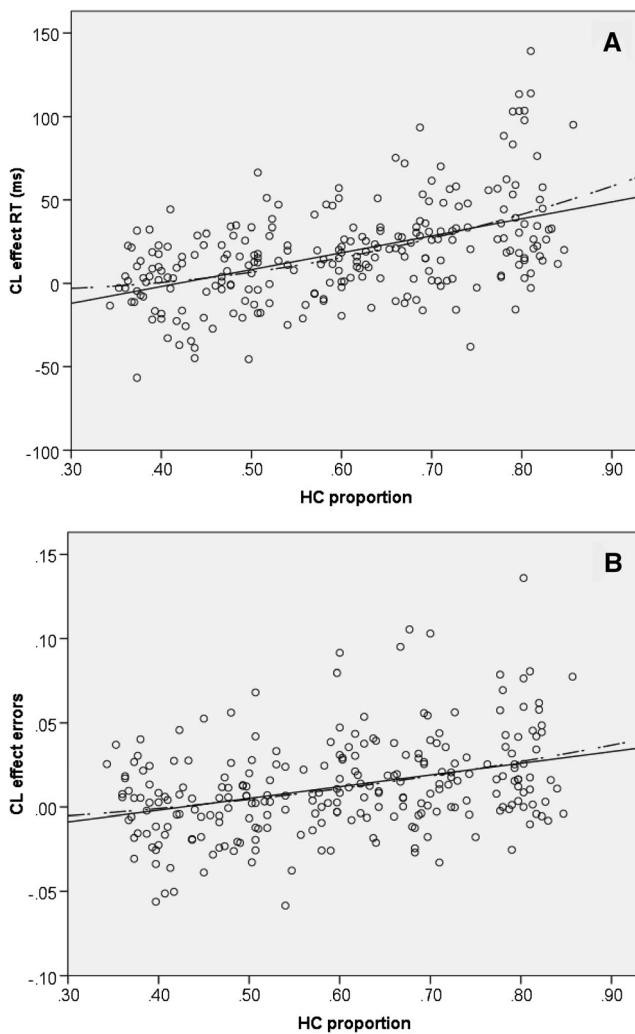 A
CL effect RT (ms)
150
100
50
0
-50
-100
.30 .40 .50 .60 .70 .80 .90
HC proportion
B
CL effect errors
.15
.10
.05
.00
-.05
-.10
.30 .40 .50 .60 .70 .80 .90
HC proportion